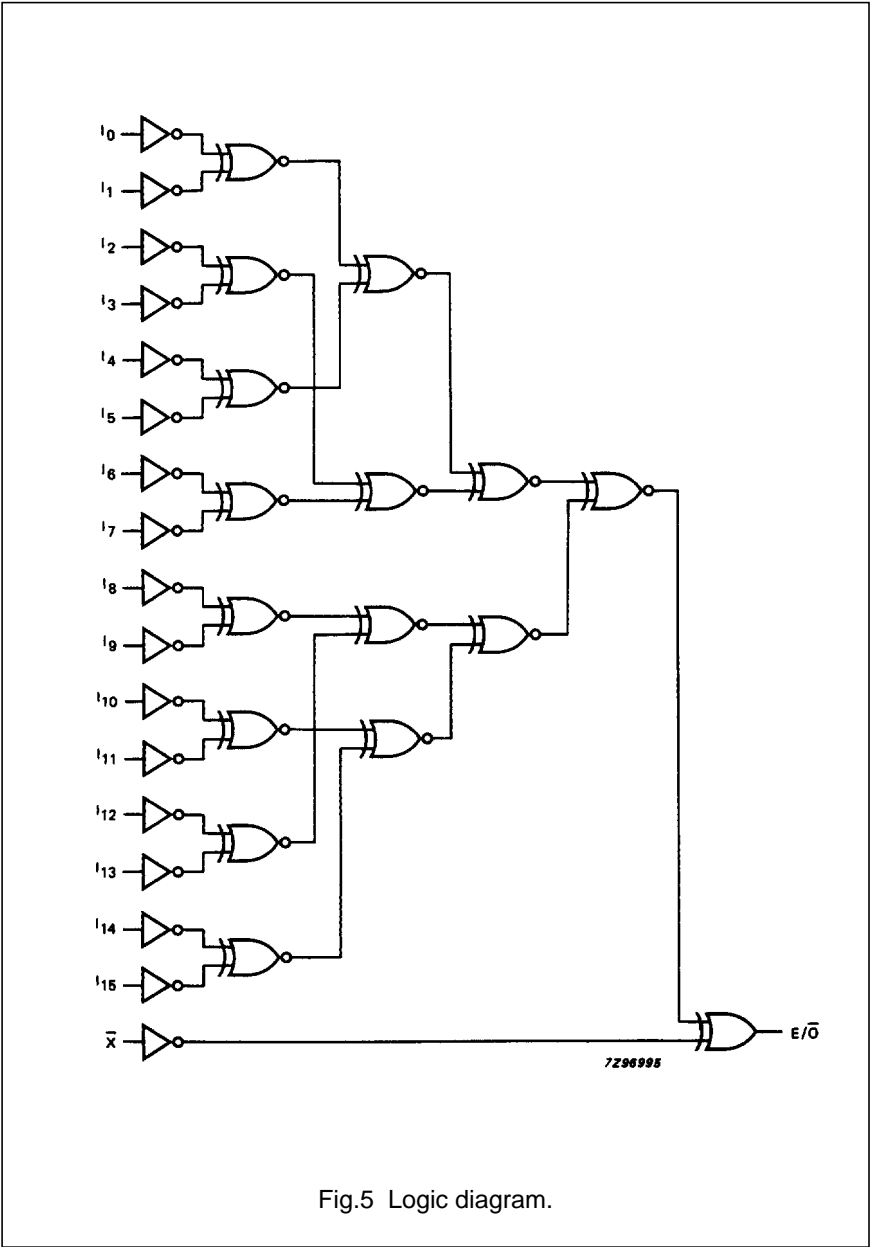 I0
I1
I2
I3
I4
I5
I6
I7
I8
I9
I10
I11
I12
I13
I14
I15
X̅
E/O̅
7Z96995
Fig.5 Logic diagram.